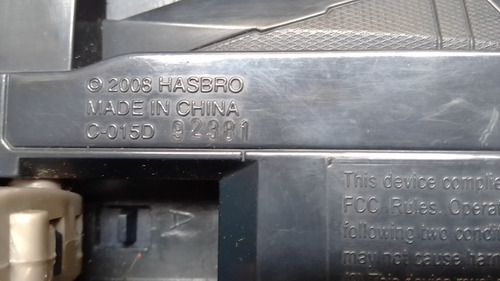 © 2008 HASBRO
MADE IN CHINA
C-015D 92381
A
This device complie
FCC Rules. Opera
following two condi
may not cause harm